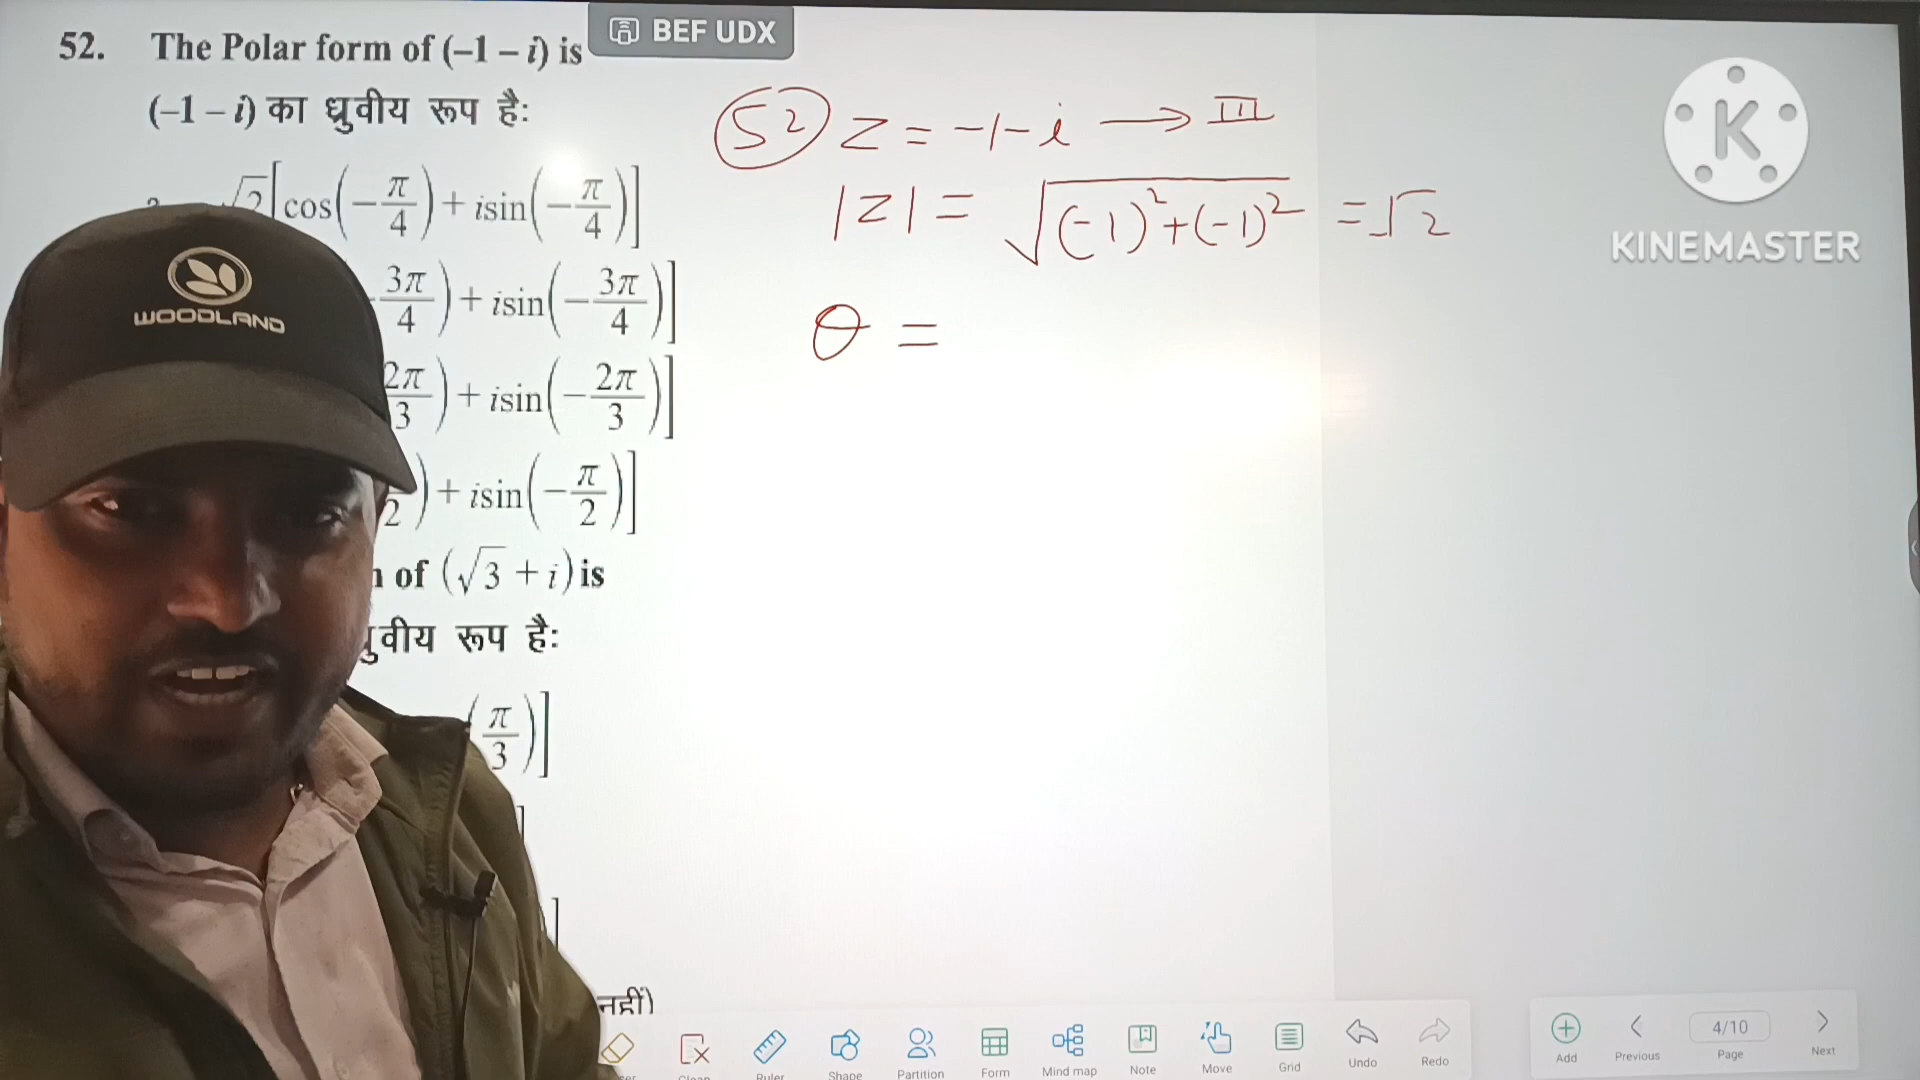 BEF UDX
52. The Polar form of (–1 – i) is
(–1 – i) का ध्रुवीय रूप है:
√2[cos(–π/4) + isin(–π/4)]
3π/4) + isin(–3π/4)]
2π/3) + isin(–2π/3)]
2) + isin(–π/2)]
of (√3 + i) is
रूप है:
(π/3)]
नहीं)
52 Z = -1-i → III
|Z| = √(-1)²+(-1)² = √2
θ =
KINEMASTER
WOODLAND
Ruler Shape Partition Form Mind map Note Move Grid Undo Redo
Add Previous 4/10 Page Next